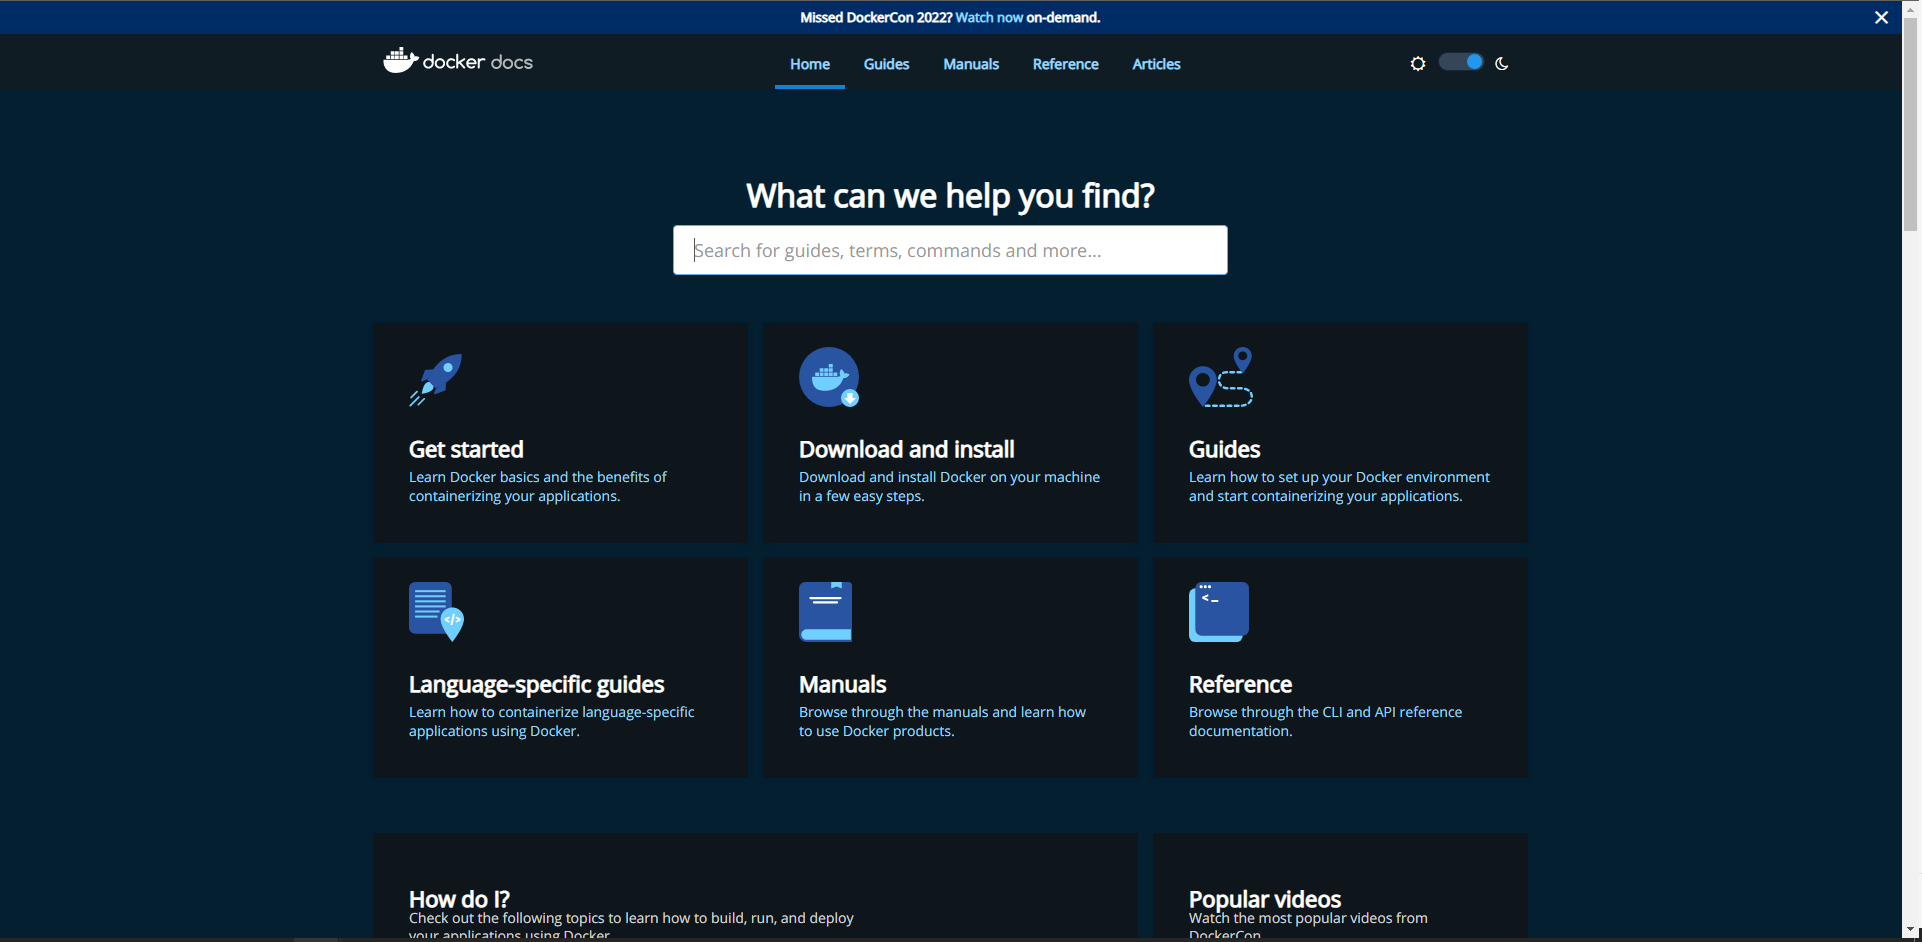 Missed DockerCon 2022? Watch now on-demand.
docker docs
Home Guides Manuals Reference Articles
What can we help you find?
Search for guides, terms, commands and more...
Get started
Learn Docker basics and the benefits of
containerizing your applications.
Download and install
Download and install Docker on your machine
in a few easy steps.
Guides
Learn how to set up your Docker environment
and start containerizing your applications.
Language-specific guides
Learn how to containerize language-specific
applications using Docker.
Manuals
Browse through the manuals and learn how
to use Docker products.
Reference
Browse through the CLI and API reference
documentation.
How do I?
Check out the following topics to learn how to build, run, and deploy
your applications using Docker
Popular videos
Watch the most popular videos from
DockerCon